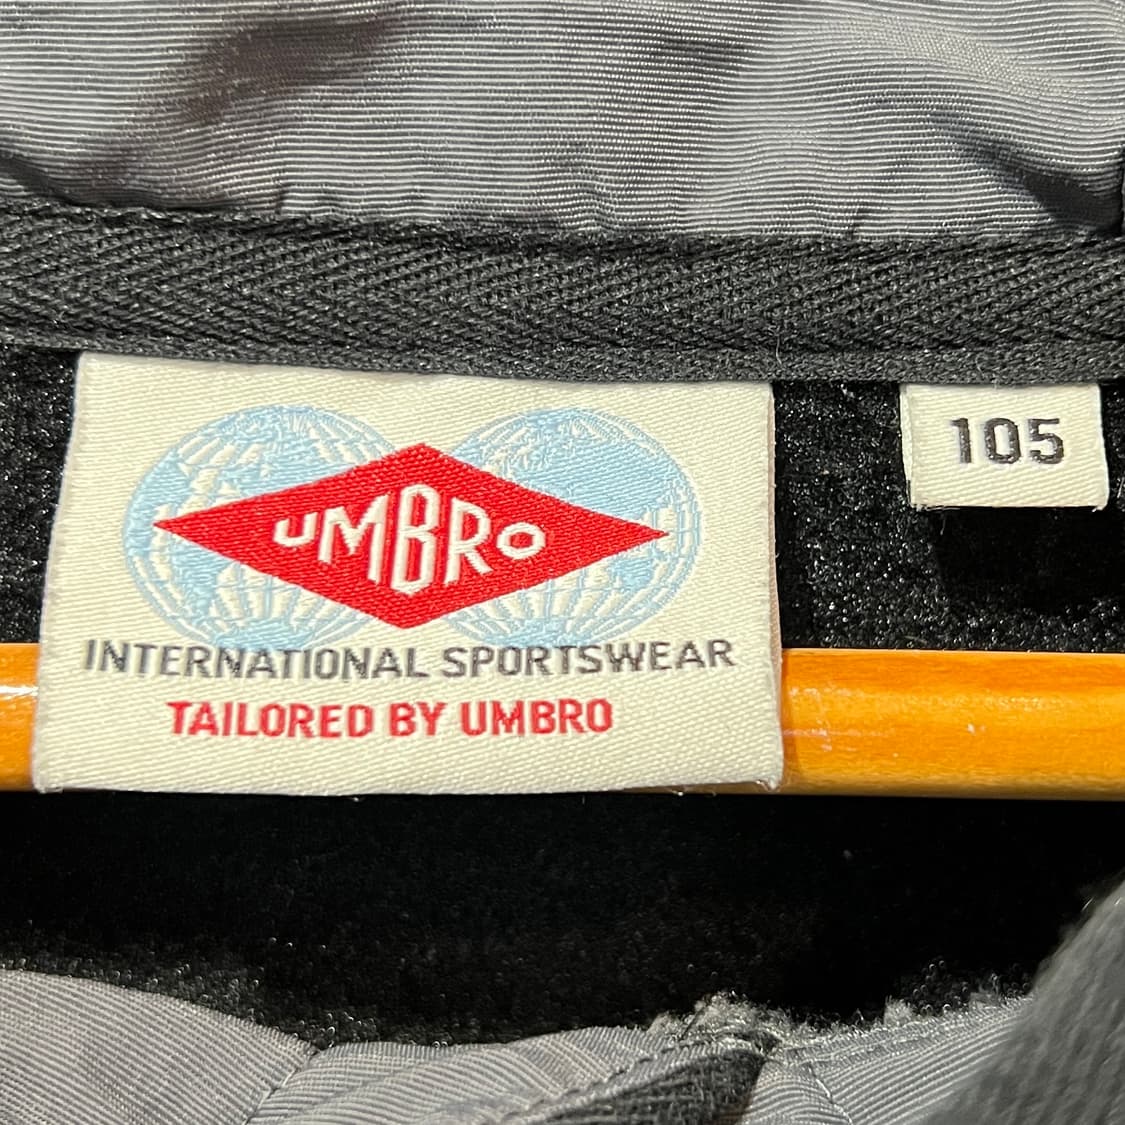 UMBRO
INTERNATIONAL SPORTSWEAR
TAILORED BY UMBRO
105